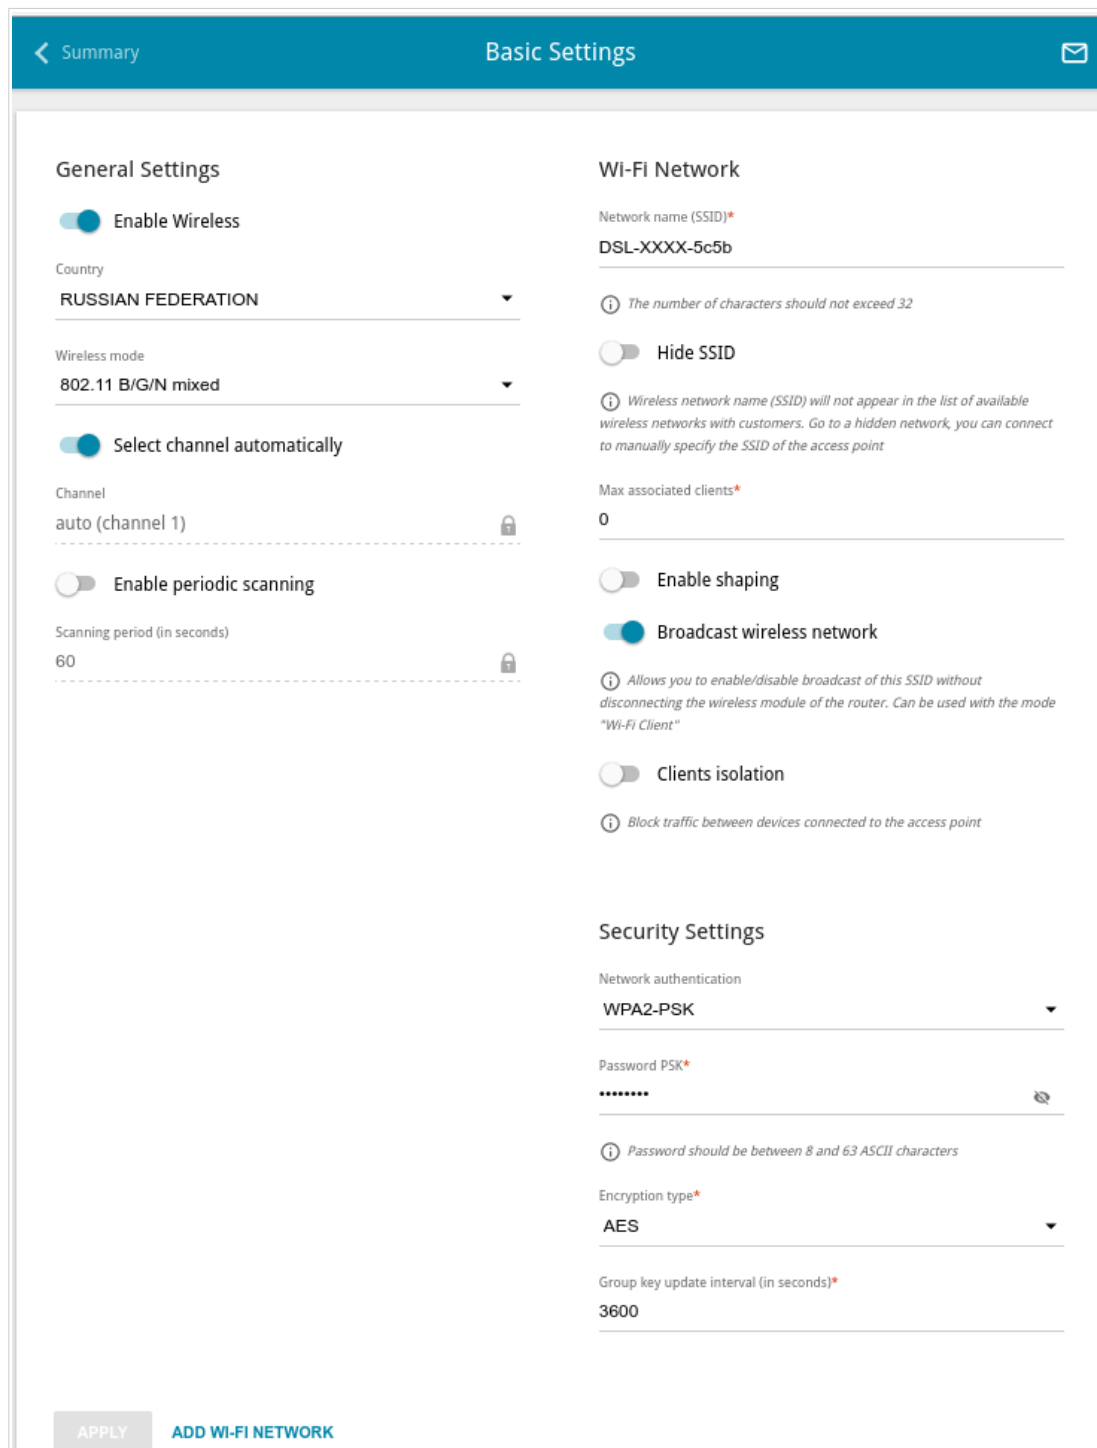 Summary
Basic Settings
General Settings
Enable Wireless
Country
RUSSIAN FEDERATION
Wireless mode
802.11 B/G/N mixed
Select channel automatically
Channel
auto (channel 1)
Enable periodic scanning
Scanning period (in seconds)
60
Wi-Fi Network
Network name (SSID)*
DSL-XXXX-5c5b
The number of characters should not exceed 32
Hide SSID
Wireless network name (SSID) will not appear in the list of available
wireless networks with customers. Go to a hidden network, you can connect
to manually specify the SSID of the access point
Max associated clients*
0
Enable shaping
Broadcast wireless network
Allows you to enable/disable broadcast of this SSID without
disconnecting the wireless module of the router. Can be used with the mode
"Wi-Fi Client"
Clients isolation
Block traffic between devices connected to the access point
Security Settings
Network authentication
WPA2-PSK
Password PSK*
••••••••
Password should be between 8 and 63 ASCII characters
Encryption type*
AES
Group key update interval (in seconds)*
3600
APPLY
ADD WI-FI NETWORK